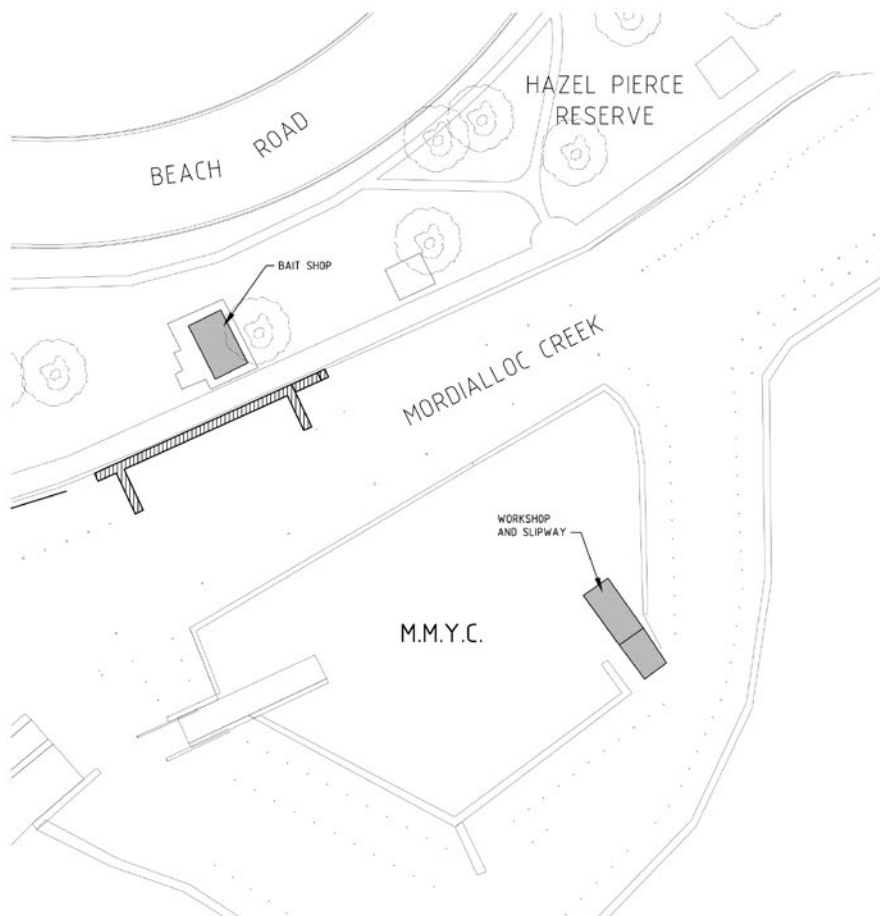 HAZEL PIERCE
RESERVE
BEACH ROAD
BAIT SHOP
MORDIALLOC CREEK
WORKSHOP
AND SLIPWAY
M.M.Y.C.